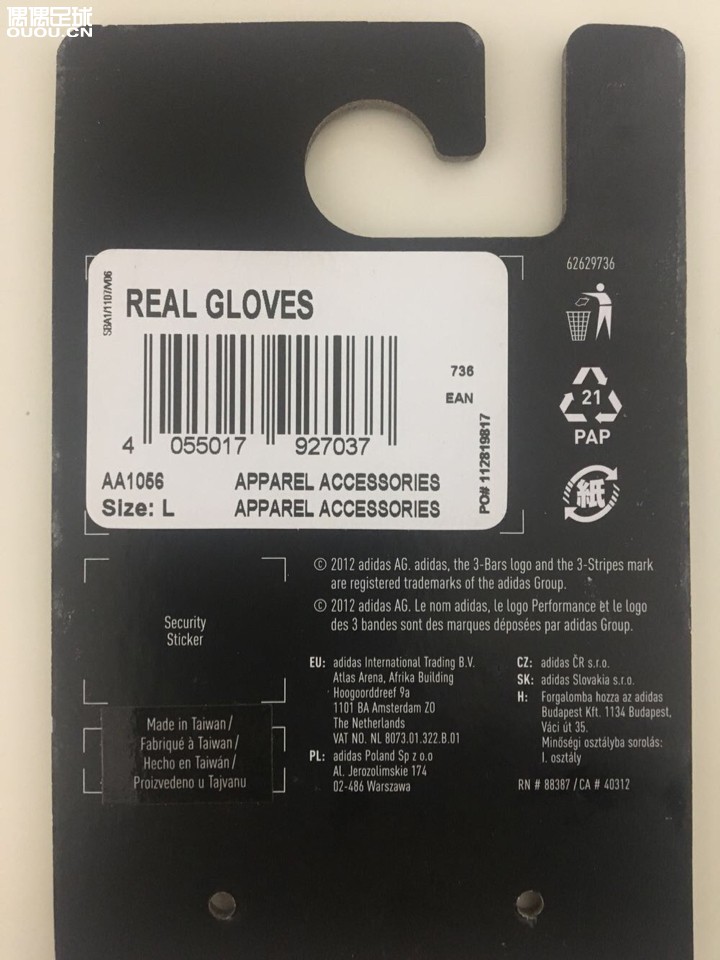 偶偶足球
OUOU.CN
62629736
SBA1/1107/V06
REAL GLOVES
736
EAN
4 055017 927037
PO# 112819817
AA1056 APPAREL ACCESSORIES
Size: L APPAREL ACCESSORIES
21
PAP
紙
© 2012 adidas AG. adidas, the 3-Bars logo and the 3-Stripes mark
are registered trademarks of the adidas Group.
© 2012 adidas AG. Le nom adidas, le logo Performance et le logo
des 3 bandes sont des marques déposées par adidas Group.
Security
Sticker
Made in Taiwan /
Fabriqué à Taiwan /
Hecho en Taiwán /
Proizvedeno u Tajvanu
EU: adidas International Trading B.V.
Atlas Arena, Afrika Building
Hoogoorddreef 9a
1101 BA Amsterdam ZO
The Netherlands
VAT NO. NL 8073.01.322.B.01
PL: adidas Poland Sp z o.o
Al. Jerozolimskie 174
02-486 Warszawa
CZ: adidas ČR s.r.o.
SK: adidas Slovakia s.r.o.
H: Forgalomba hozza az adidas
Budapest Kft. 1134 Budapest,
Váci út 35.
Minőségi osztályba sorolás:
I. osztály
RN # 88387 / CA # 40312